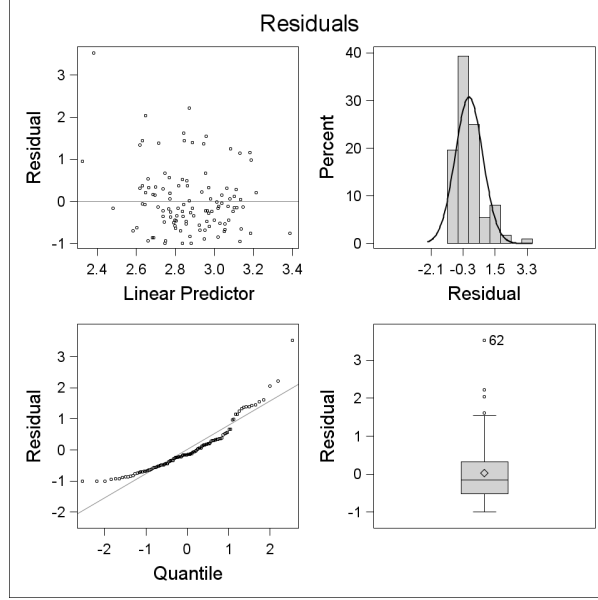 Residuals
3
2
1
0
-1
Residual
2.4 2.6 2.8 3.0 3.2 3.4
Linear Predictor
40
30
20
10
0
Percent
-2.1 -0.3 1.5 3.3
Residual
3
2
1
0
-1
-2
Residual
-2 -1 0 1 2
Quantile
3
2
1
0
-1
Residual
62